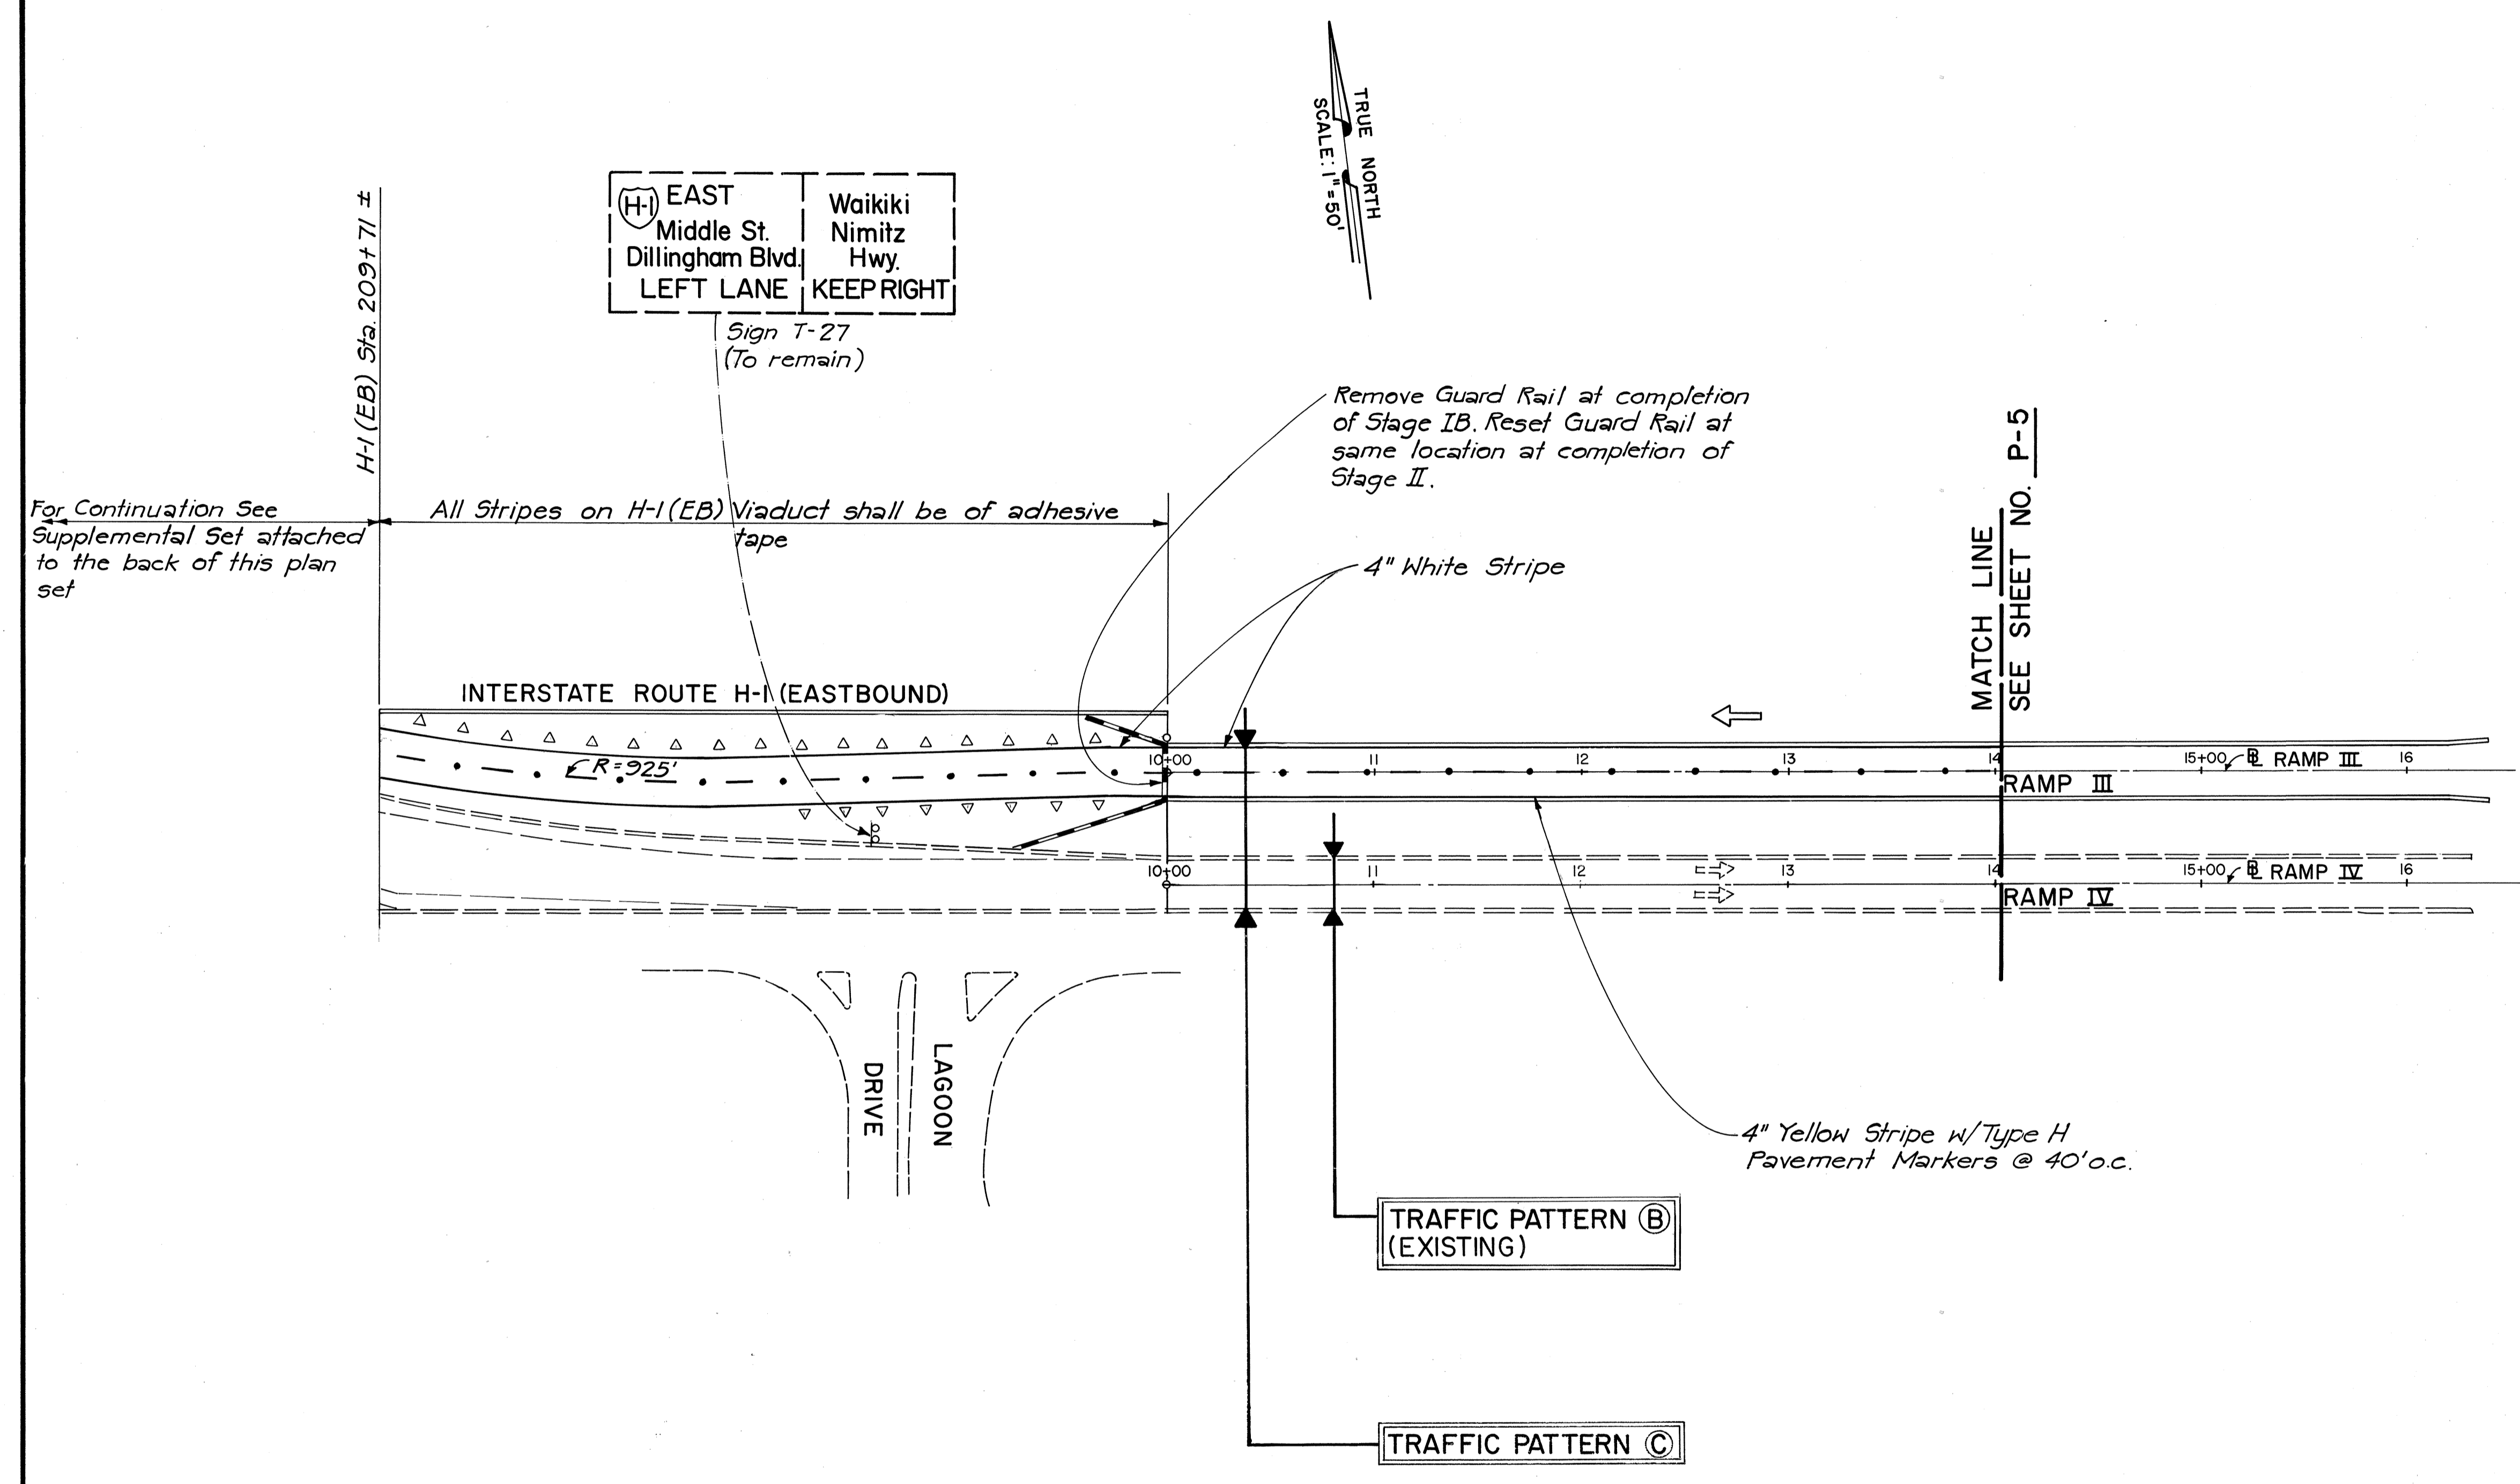 TRUE NORTH
SCALE: 1" = 50'
H-1 EAST
Middle St.
Dillingham Blvd.
LEFT LANE
Waikiki
Nimitz
Hwy.
KEEP RIGHT
Sign T-27
(To remain)
H-1 (EB) Sta. 209+71 ±
Remove Guard Rail at completion
of Stage IB. Reset Guard Rail at
same location at completion of
Stage II.
For Continuation See
Supplemental Set attached
to the back of this plan
set
All Stripes on H-1 (EB) Viaduct shall be of adhesive
tape
4" White Stripe
MATCH LINE
SEE SHEET NO. P-5
INTERSTATE ROUTE H-1 (EASTBOUND)
R=925'
10+00 11 12 13 14 15+00 BL RAMP III 16
RAMP III
10+00 11 12 13 14 15+00 BL RAMP IV 16
RAMP IV
LAGOON
DRIVE
4" Yellow Stripe w/Type H
Pavement Markers @ 40' o.c.
TRAFFIC PATTERN B
(EXISTING)
TRAFFIC PATTERN C